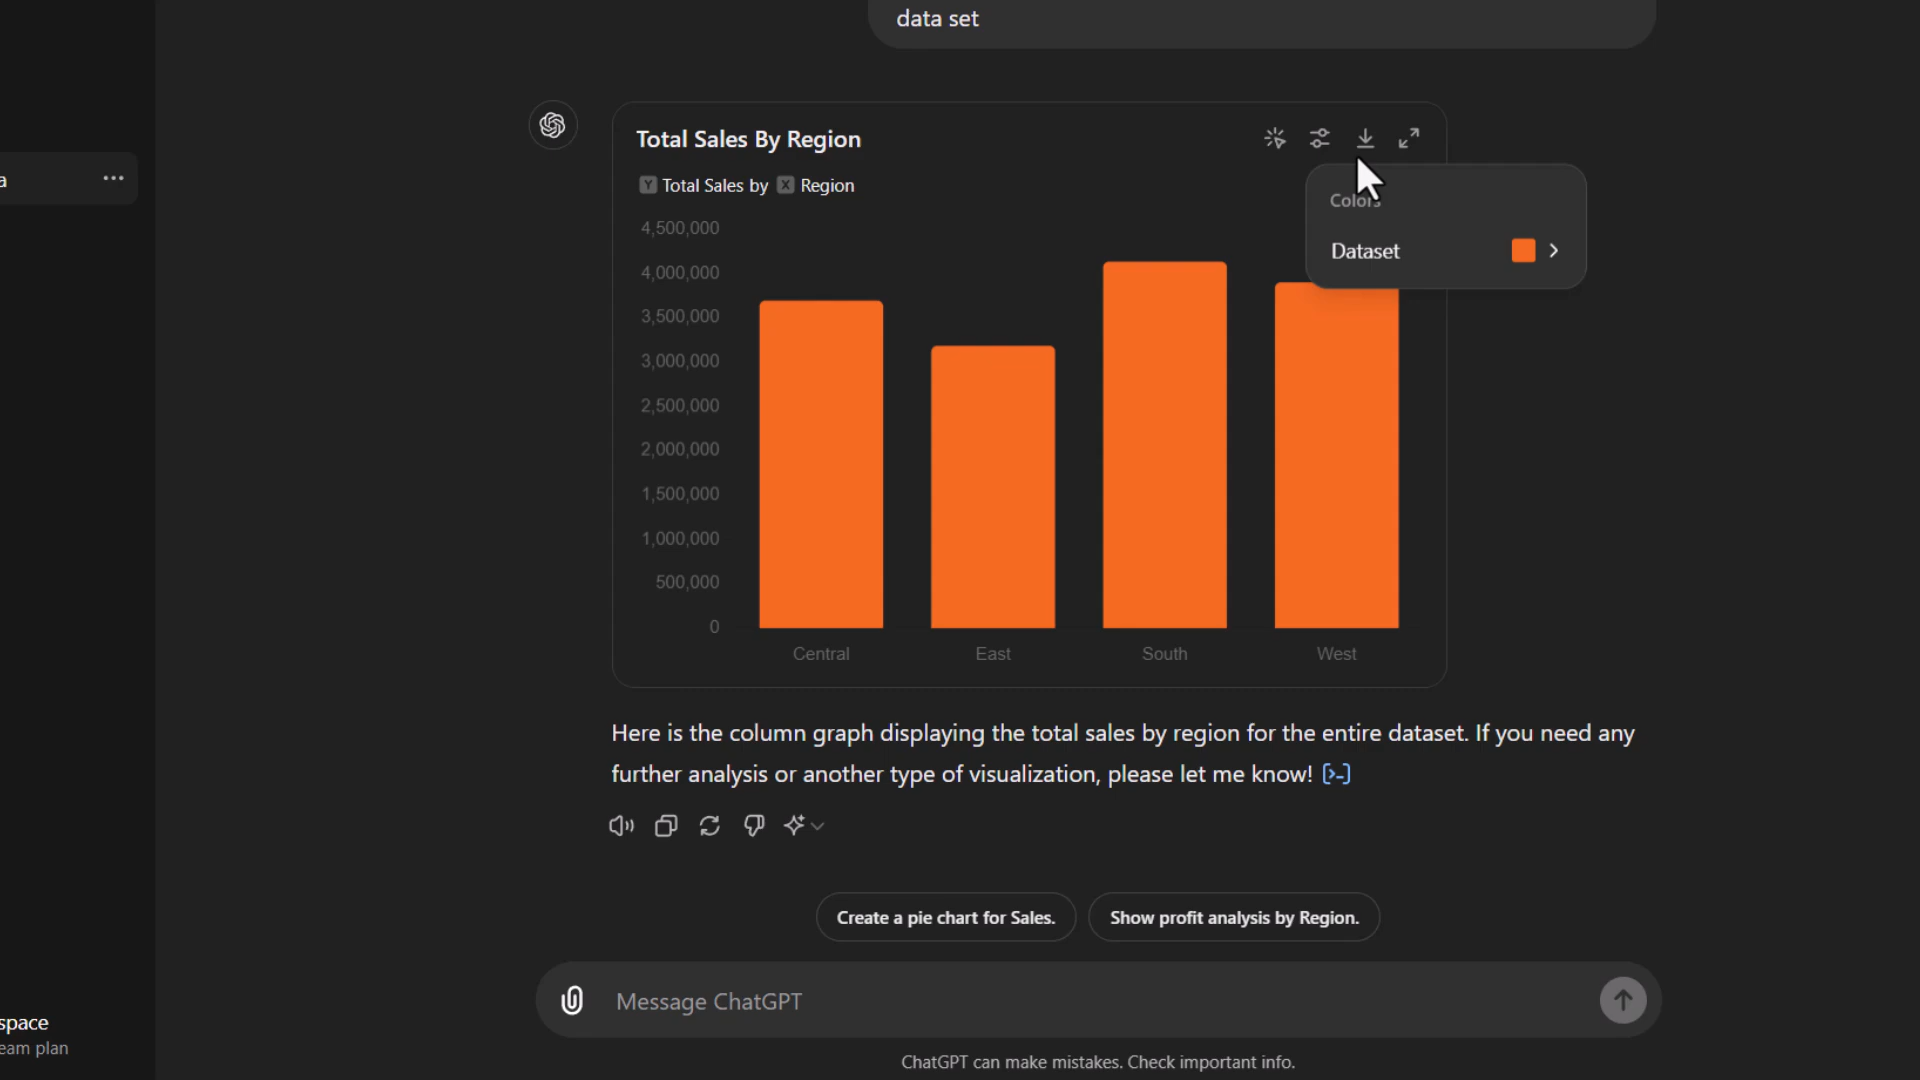 data set
a
Total Sales By Region
Y Total Sales by X Region
Colors
Dataset
4,500,000
4,000,000
3,500,000
3,000,000
2,500,000
2,000,000
1,500,000
1,000,000
500,000
0
Central East South West
Here is the column graph displaying the total sales by region for the entire dataset. If you need any
further analysis or another type of visualization, please let me know! [>-]
Create a pie chart for Sales. Show profit analysis by Region.
Message ChatGPT
space
eam plan
ChatGPT can make mistakes. Check important info.